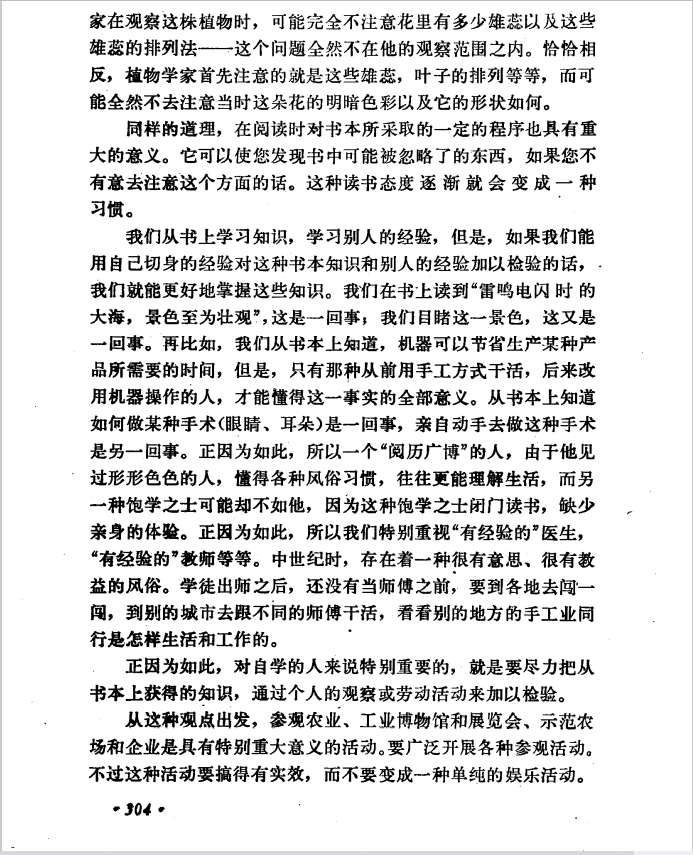 家在观察这株植物时，可能完全不注意花里有多少雄蕊以及这些
雄蕊的排列法——这个问题全然不在他的观察范围之内。恰恰相
反，植物学家首先注意的就是这些雄蕊，叶子的排列等等，而可
能全然不去注意当时这朵花的明暗色彩以及它的形状如何。
同样的道理，在阅读时对书本所采取的一定的程序也具有重
大的意义。它可以使您发现书中可能被忽略了的东西，如果您不
有意去注意这个方面的话。这种读书态度逐渐就会变成一种
习惯。
我们从书上学习知识，学习别人的经验，但是，如果我们能
用自己切身的经验对这种书本知识和别人的经验加以检验的话，
我们就能更好地掌握这些知识。我们在书上读到“雷鸣电闪时的
大海，景色至为壮观”，这是一回事；我们目睹这一景色，这又是
一回事。再比如，我们从书本上知道，机器可以节省生产某种产
品所需要的时间，但是，只有那种从前用手工方式干活，后来改
用机器操作的人，才能懂得这一事实的全部意义。从书本上知道
如何做某种手术（眼睛、耳朵）是一回事，亲自动手去做这种手术
是另一回事。正因为如此，所以一个“阅历广博”的人，由于他见
过形形色色的人，懂得各种风俗习惯，往往更能理解生活，而另
一种饱学之士可能却不如他，因为这种饱学之士闭门读书，缺少
亲身的体验。正因为如此，所以我们特别重视“有经验的”医生，
“有经验的”教师等等。中世纪时，存在着一种很有意思、很有教
益的风俗。学徒出师之后，还没有当师傅之前，要到各地去闯一
闯，到别的城市去跟不同的师傅干活，看看别的地方的手工业同
行是怎样生活和工作的。
正因为如此，对自学的人来说特别重要的，就是要尽力把从
书本上获得的知识，通过个人的观察或劳动活动来加以检验。
从这种观点出发，参观农业、工业博物馆和展览会、示范农
场和企业是具有特别重大意义的活动。要广泛开展各种参观活动。
不过这种活动要搞得有实效，而不要变成一种单纯的娱乐活动。
·304·